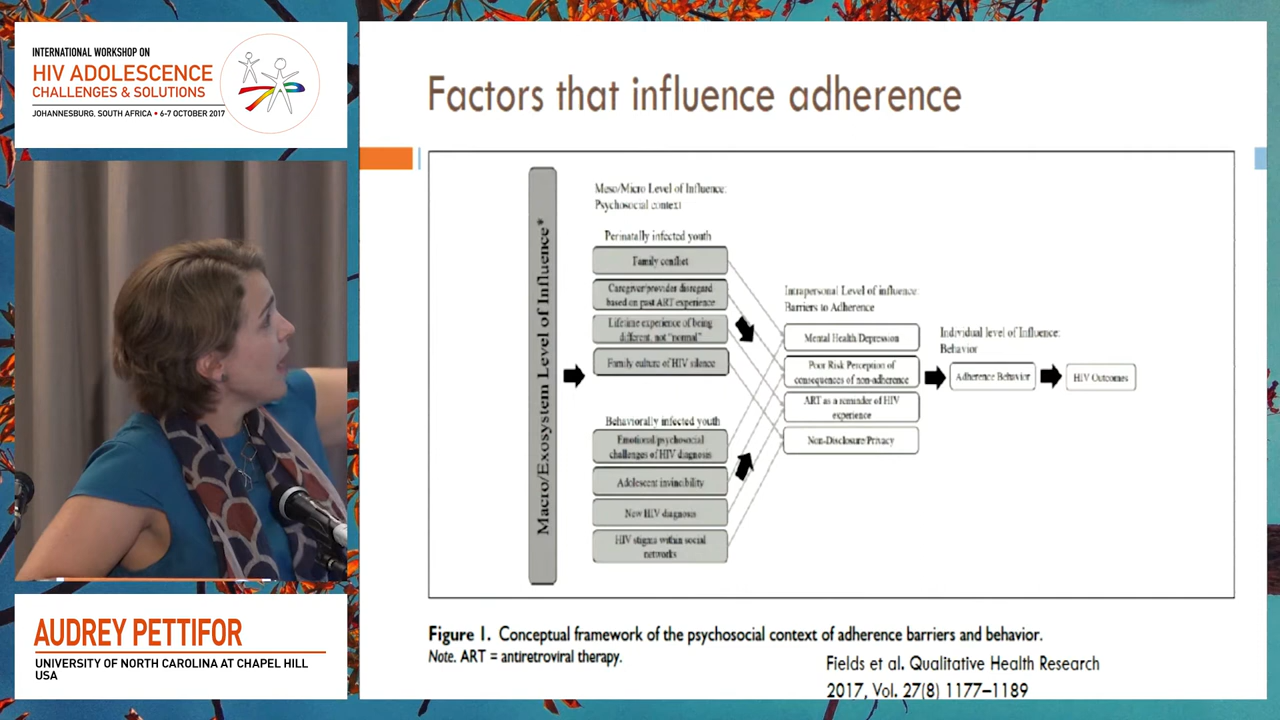 INTERNATIONAL WORKSHOP ON
HIV ADOLESCENCE
CHALLENGES & SOLUTIONS
JOHANNESBURG, SOUTH AFRICA • 6-7 OCTOBER 2017
AUDREY PETTIFOR
UNIVERSITY OF NORTH CAROLINA AT CHAPEL HILL
USA
Factors that influence adherence
Macro/Exosystem Level of Influence*
Meso/Micro Level of Influence:
Psychosocial context
Perinatally infected youth
Family conflict
Caregiver/provider disregard
based on past ART experience
Lifetime experience of being
different, not "normal"
Family culture of HIV silence
Behaviorally infected youth
Emotional/psychosocial
challenges of HIV diagnosis
Adolescent invincibility
New HIV diagnosis
HIV stigma within social
networks
Intrapersonal Level of influence:
Barriers to Adherence
Mental Health Depression
Poor Risk Perception of
consequences of non-adherence
ART as a reminder of HIV
experience
Non-Disclosure Privacy
Individual level of Influence:
Behavior
Adherence Behavior
HIV Outcomes
Figure 1. Conceptual framework of the psychosocial context of adherence barriers and behavior.
Note. ART = antiretroviral therapy.
Fields et al. Qualitative Health Research
2017, Vol. 27(8) 1177–1189